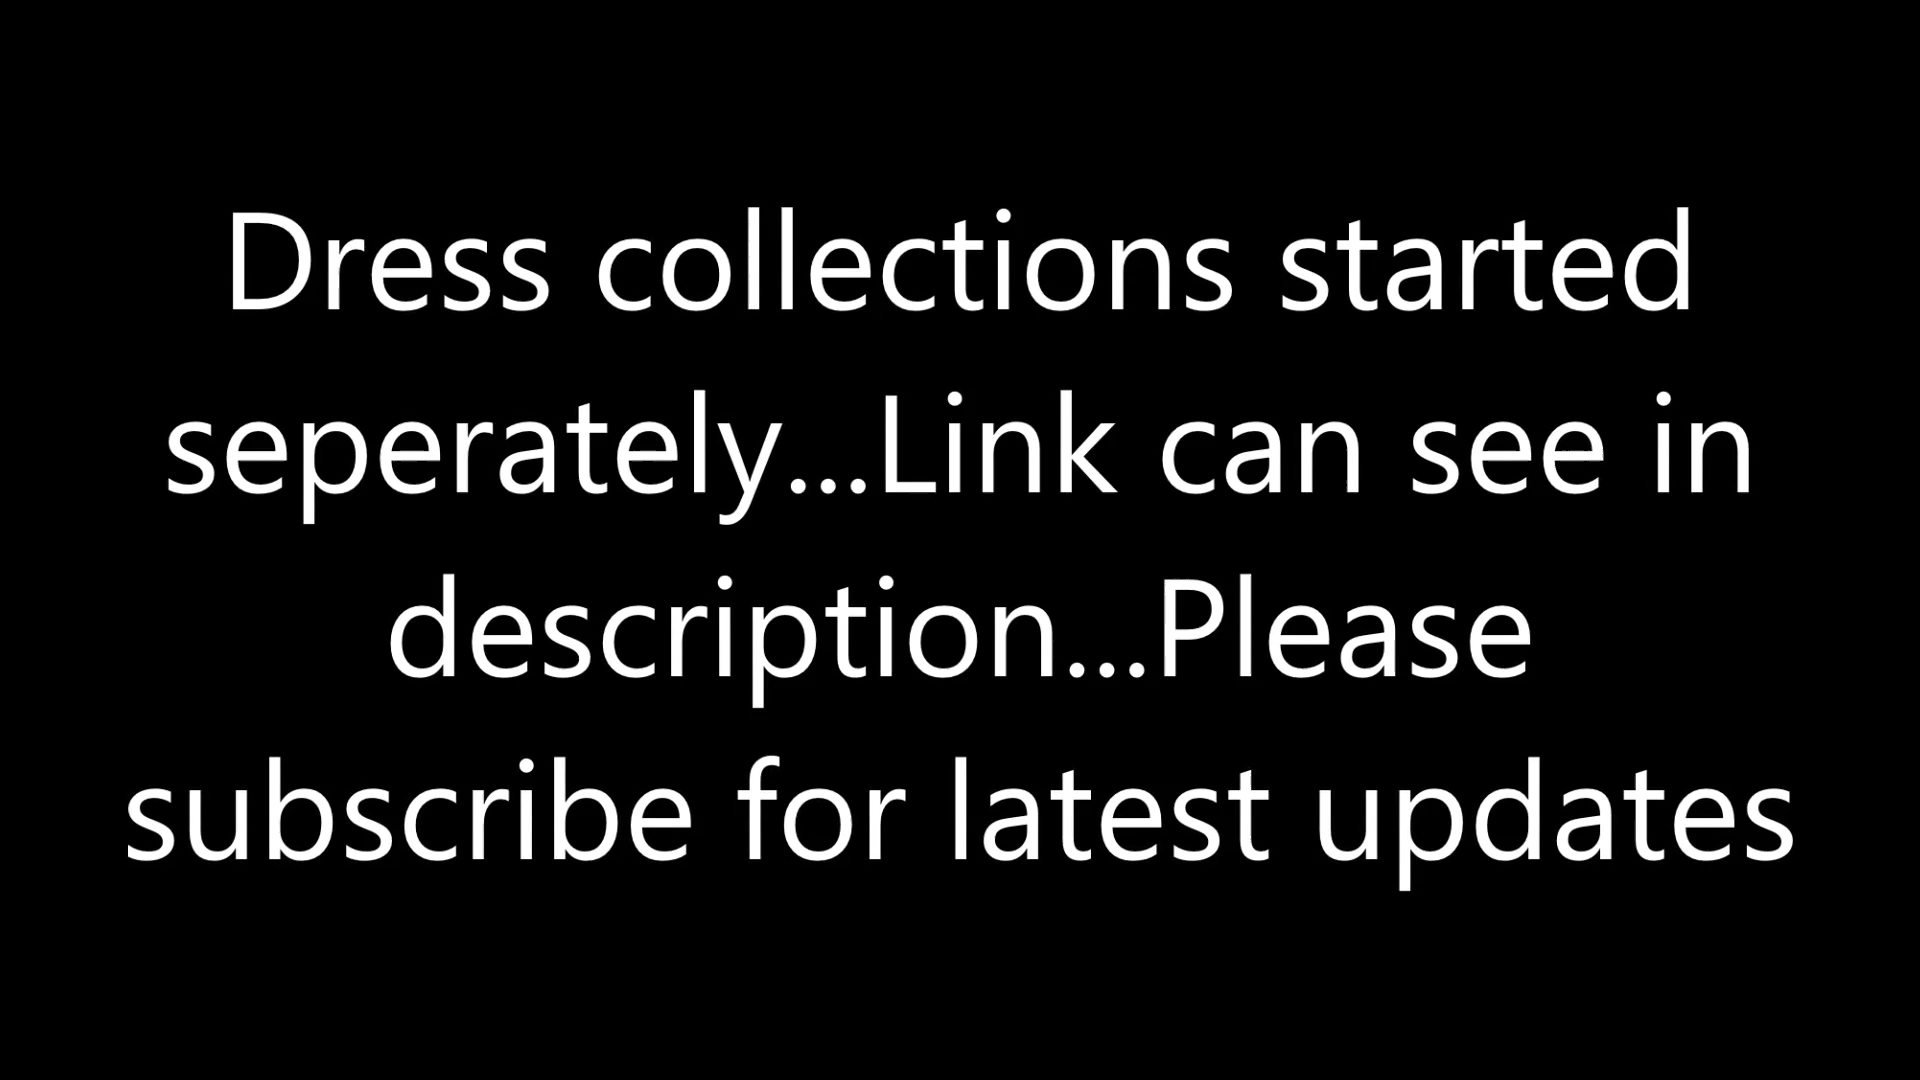 Dress collections started
seperately...Link can see in
description...Please
subscribe for latest updates